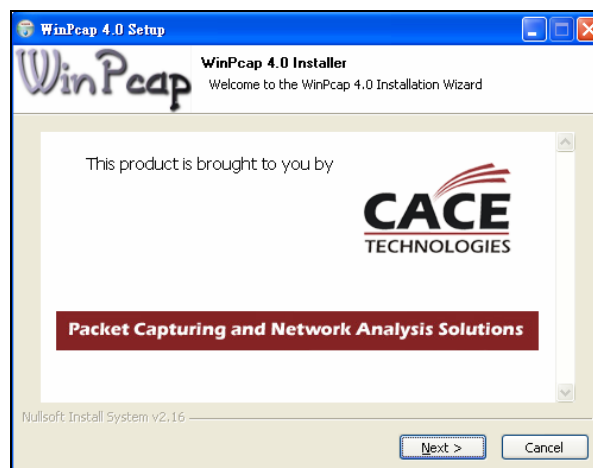 WinPcap 4.0 Setup
WinPcap
WinPcap 4.0 Installer
Welcome to the WinPcap 4.0 Installation Wizard
This product is brought to you by
CACE
TECHNOLOGIES
Packet Capturing and Network Analysis Solutions
Nullsoft Install System v2.16
Next >
Cancel